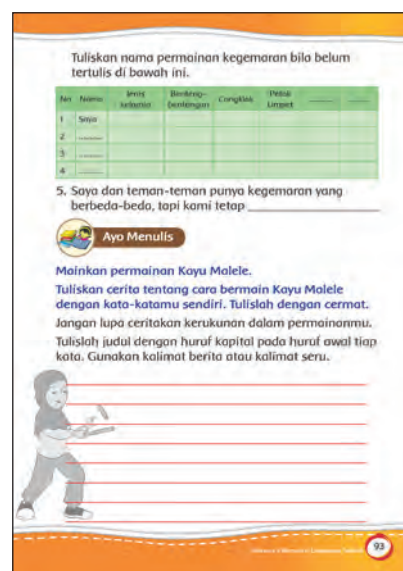 Tuliskan nama permainan kegemaran bila belum
tertulis di bawah ini.
No Nama Jenis kelamin Benteng-bentengan Congklak Petak Umpet
1 Saya
2
3
4
5. Saya dan teman-teman punya kegemaran yang
berbeda-beda, tapi kami tetap
Ayo Menulis
Mainkan permainan Kayu Malele.
Tuliskan cerita tentang cara bermain Kayu Malele
dengan kata-katamu sendiri. Tulislah dengan cermat.
Jangan lupa ceritakan kerukunan dalam permainanmu.
Tulislah judul dengan huruf kapital pada huruf awal tiap
kata. Gunakan kalimat berita atau kalimat seru.
93